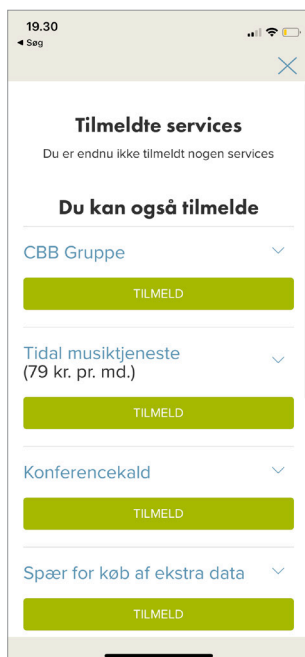 19.30
◀ Søg
Tilmeldte services
Du er endnu ikke tilmeldt nogen services
Du kan også tilmelde
CBB Gruppe
TILMELD
Tidal musiktjeneste
(79 kr. pr. md.)
TILMELD
Konferencekald
TILMELD
Spær for køb af ekstra data
TILMELD